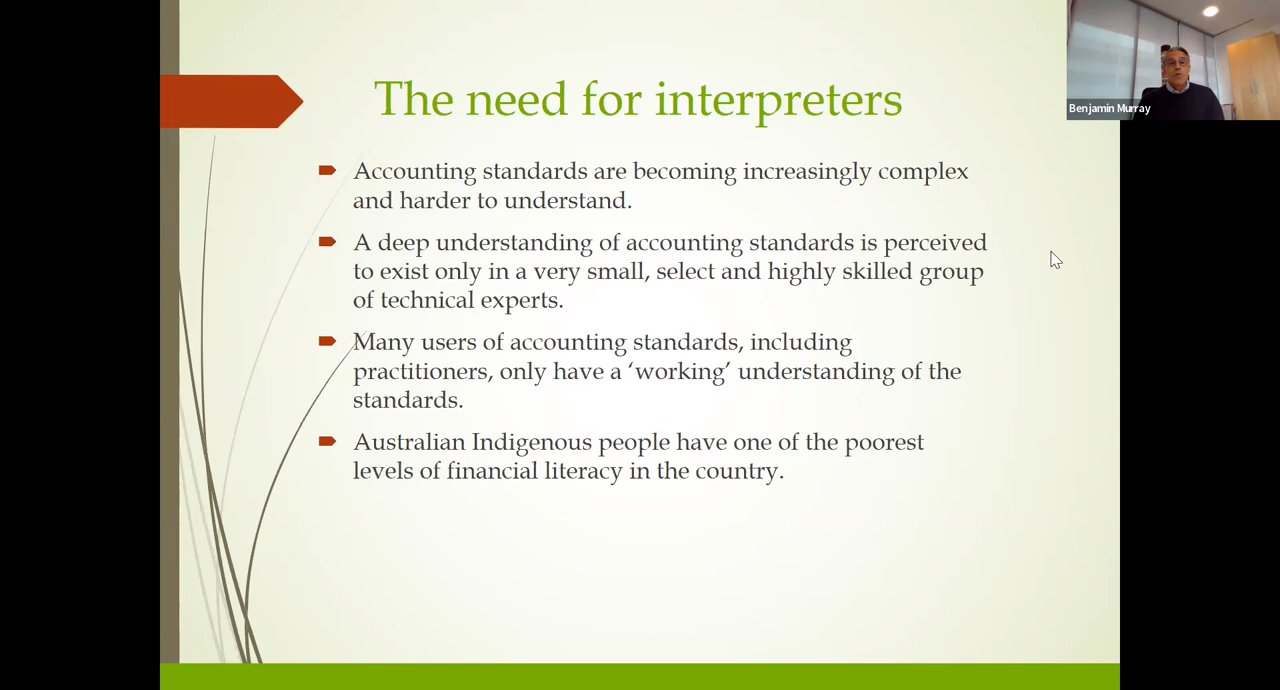 The need for interpreters
Benjamin Murray
Accounting standards are becoming increasingly complex
and harder to understand.
A deep understanding of accounting standards is perceived
to exist only in a very small, select and highly skilled group
of technical experts.
Many users of accounting standards, including
practitioners, only have a ‘working’ understanding of the
standards.
Australian Indigenous people have one of the poorest
levels of financial literacy in the country.